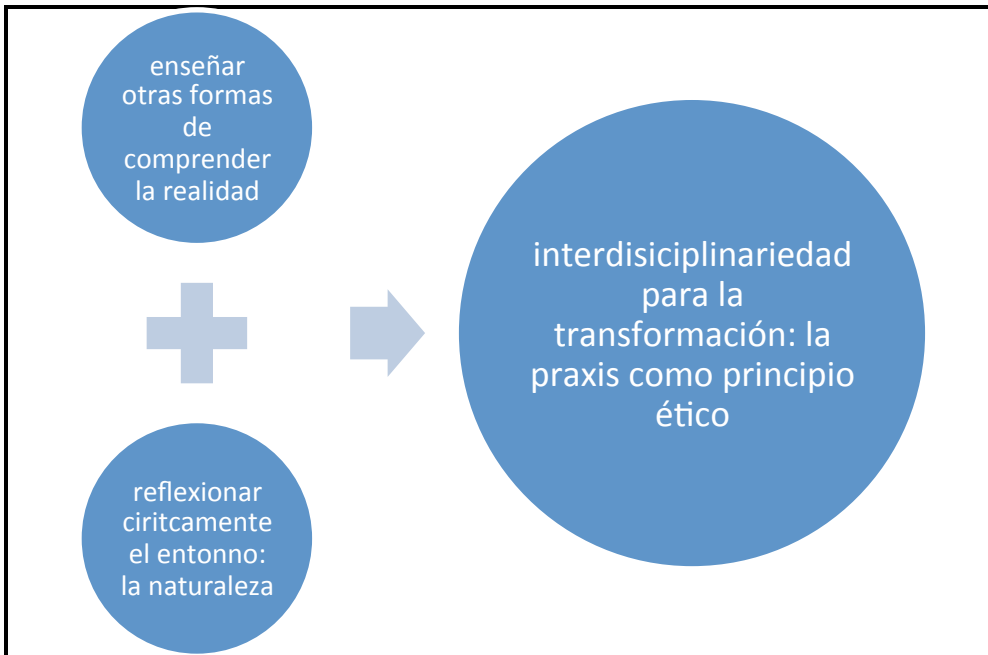 enseñar
otras formas
de
comprender
la realidad
reflexionar
ciritcamente
el entonno:
la naturaleza
interdisiciplinariedad
para la
transformación: la
praxis como principio
ético